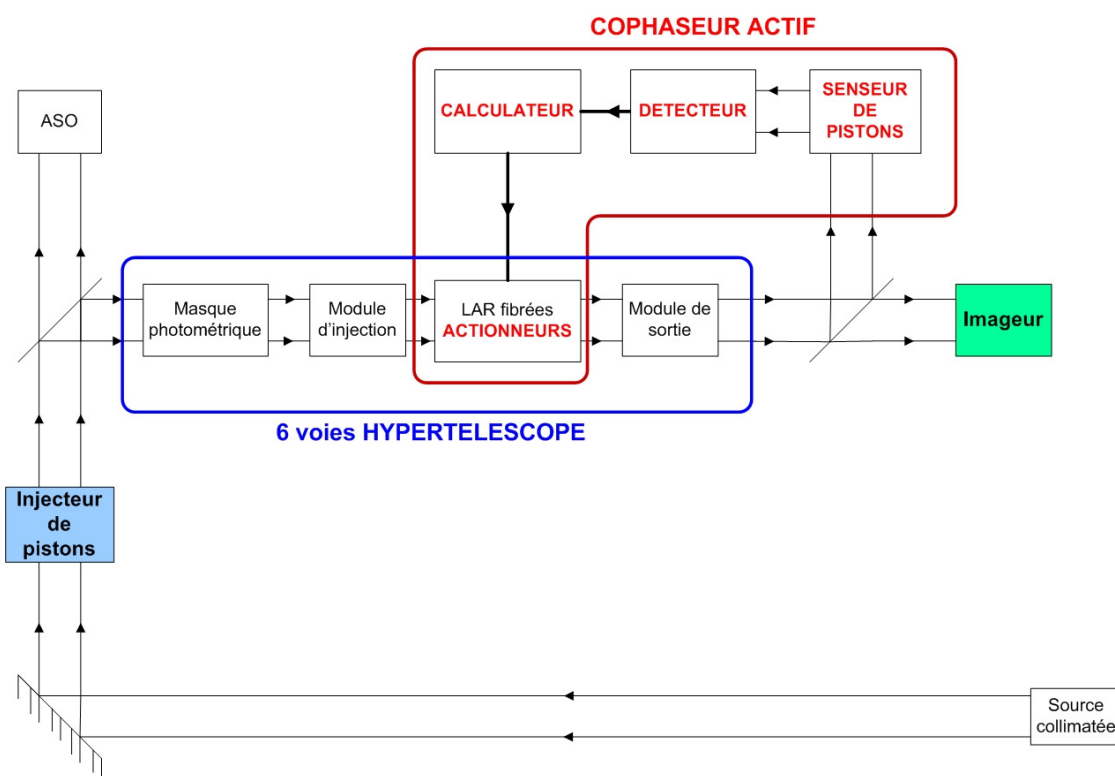 COPHASEUR ACTIF
ASO
CALCULATEUR
DETECTEUR
SENSEUR
DE
PISTONS
Masque
photométrique
Module
d'injection
LAR fibrées
ACTIONNEURS
Module de
sortie
Imageur
6 voies HYPERTELESCOPE
Injecteur
de
pistons
Source
collimatée